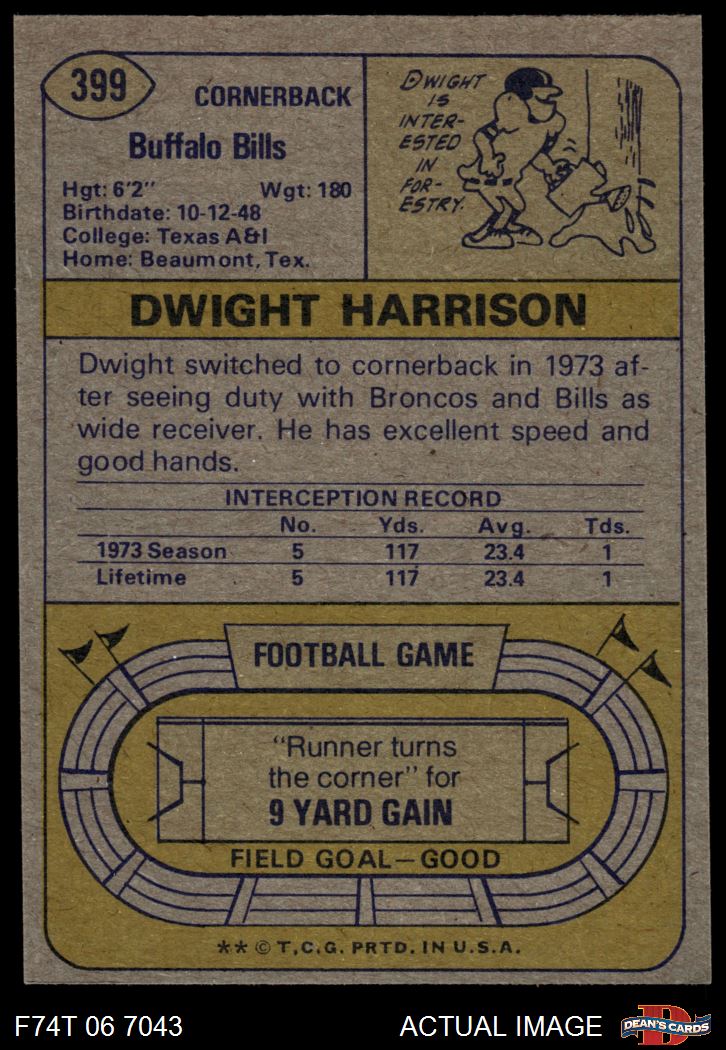 399
CORNERBACK
Buffalo Bills
Hgt: 6'2" Wgt: 180
Birthdate: 10-12-48
College: Texas A&I
Home: Beaumont, Tex.
DWIGHT
IS
INTER-
ESTED
IN
FOR-
ESTRY.
DWIGHT HARRISON
Dwight switched to cornerback in 1973 af-
ter seeing duty with Broncos and Bills as
wide receiver. He has excellent speed and
good hands.
INTERCEPTION RECORD
No. Yds. Avg. Tds.
1973 Season 5 117 23.4 1
Lifetime 5 117 23.4 1
FOOTBALL GAME
"Runner turns
the corner" for
9 YARD GAIN
FIELD GOAL—GOOD
** © T.C.G. PRTD. IN U.S.A.
F74T 06 7043 ACTUAL IMAGE
D
DEAN'S CARDS